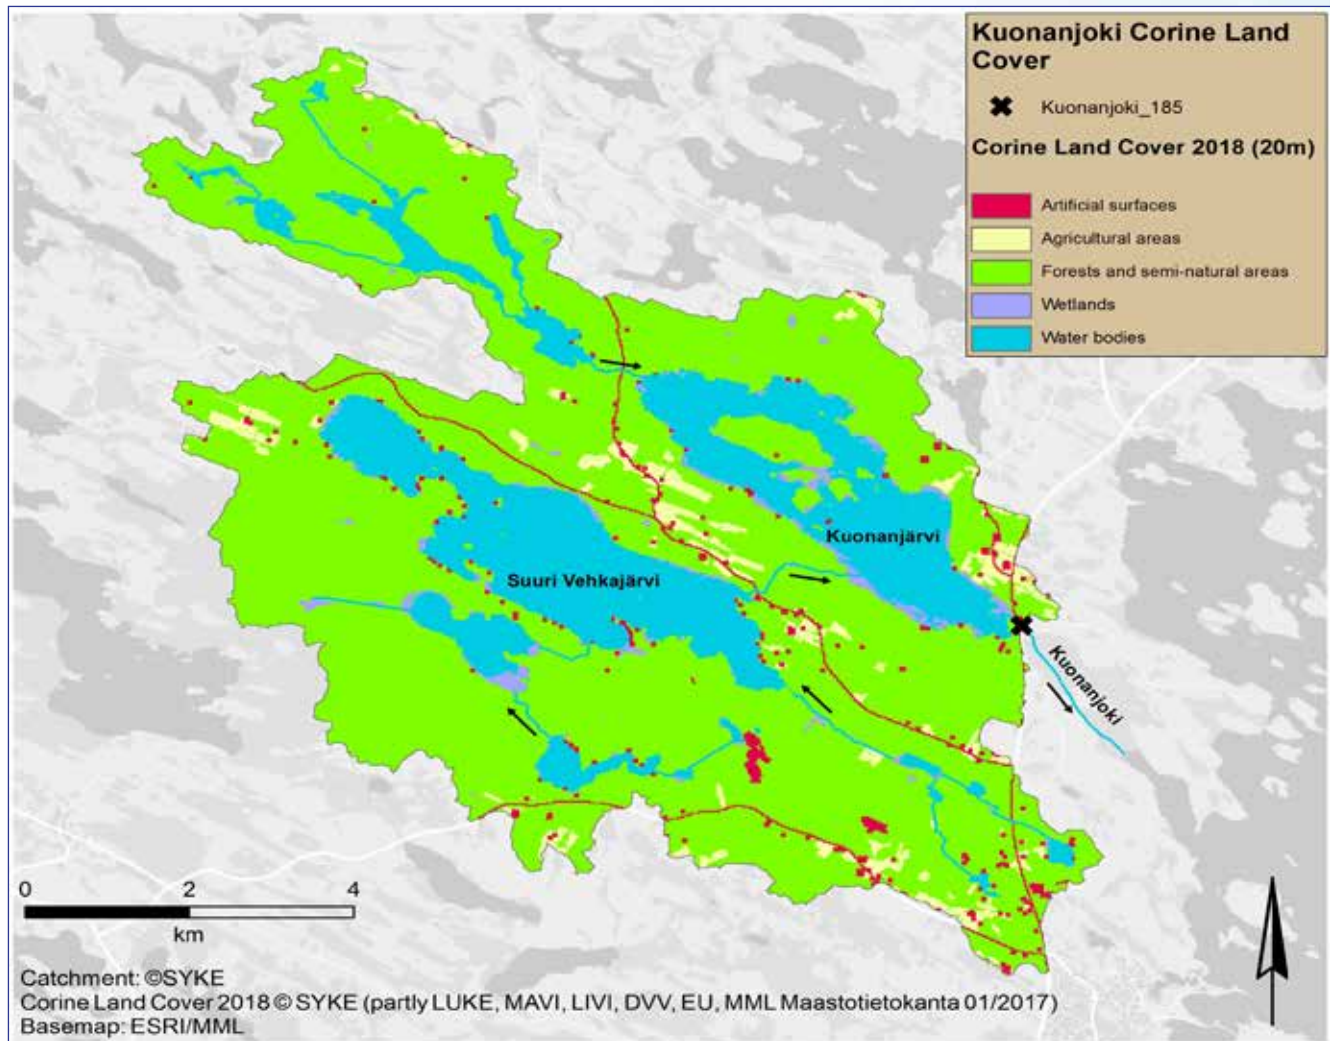 Kuonanjoki Corine Land
Cover
Kuonanjoki_185
Corine Land Cover 2018 (20m)
Artificial surfaces
Agricultural areas
Forests and semi-natural areas
Wetlands
Water bodies
Kuonanjärvi
Suuri Vehkajärvi
Kuonanjoki
0 2 4
km
Catchment: ©SYKE
Corine Land Cover 2018 © SYKE (partly LUKE, MAVI, LIVI, DVV, EU, MML Maastotietokanta 01/2017)
Basemap: ESRI/MML